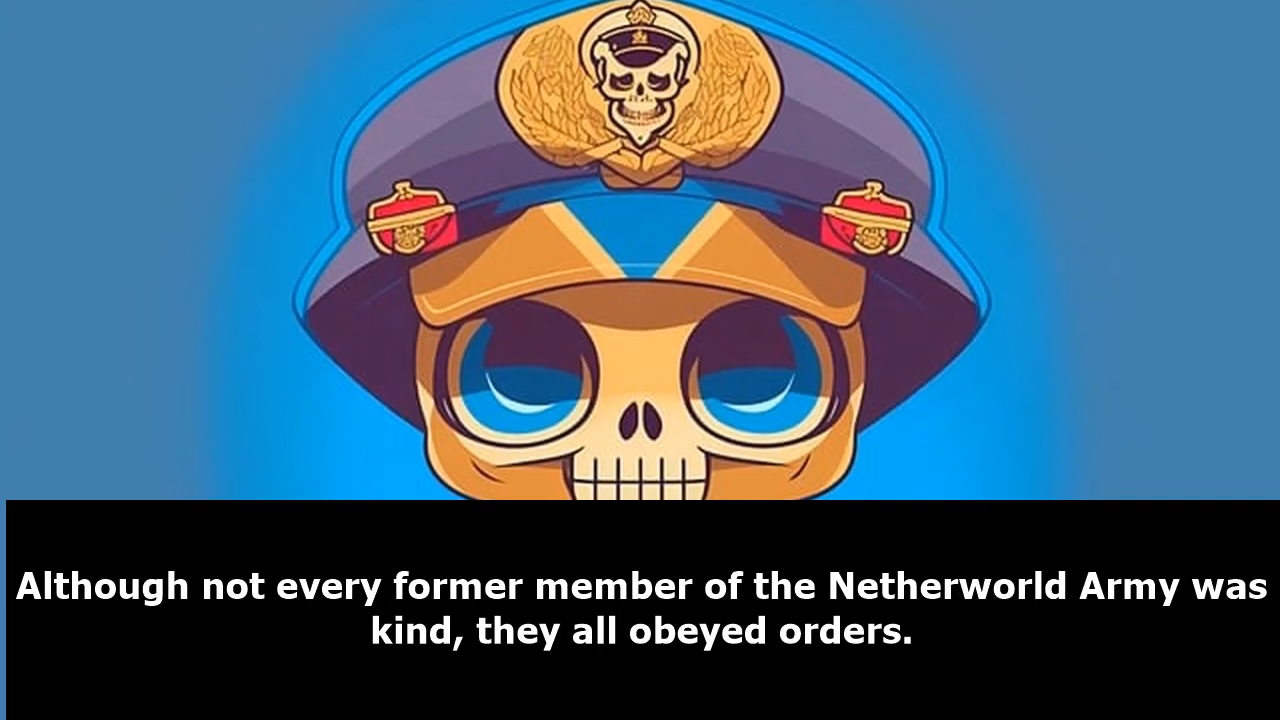 Although not every former member of the Netherworld Army was
kind, they all obeyed orders.